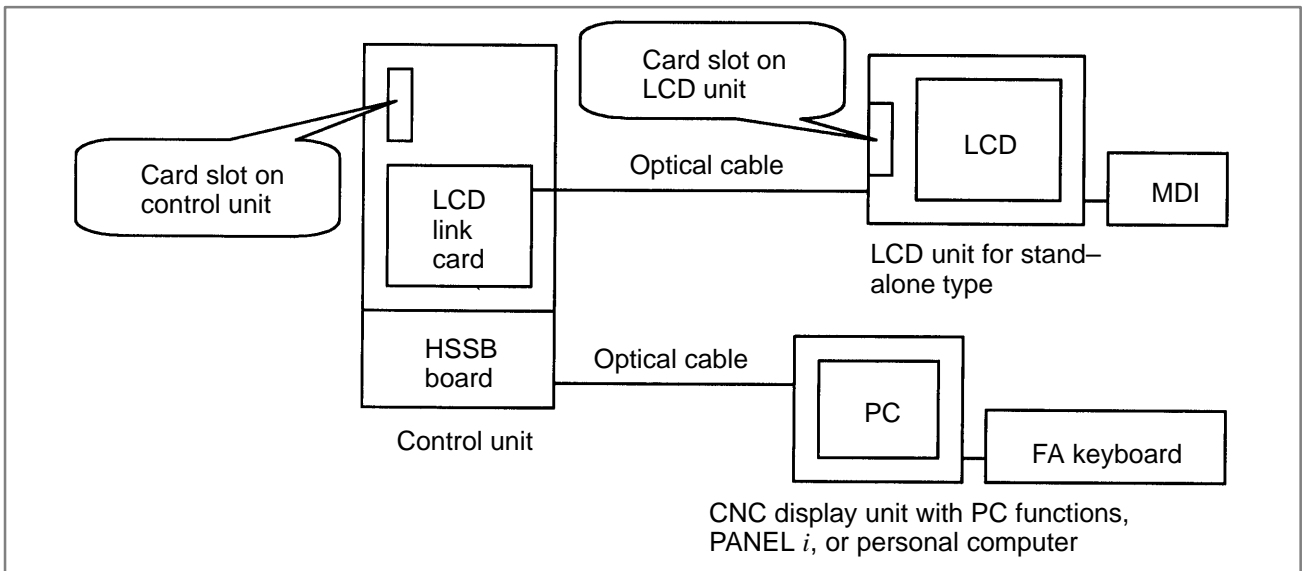 Card slot on
LCD unit
Card slot on
control unit
LCD
link
card
Optical cable
LCD
MDI
LCD unit for stand–
alone type
HSSB
board
Optical cable
PC
FA keyboard
Control unit
CNC display unit with PC functions,
PANEL i, or personal computer